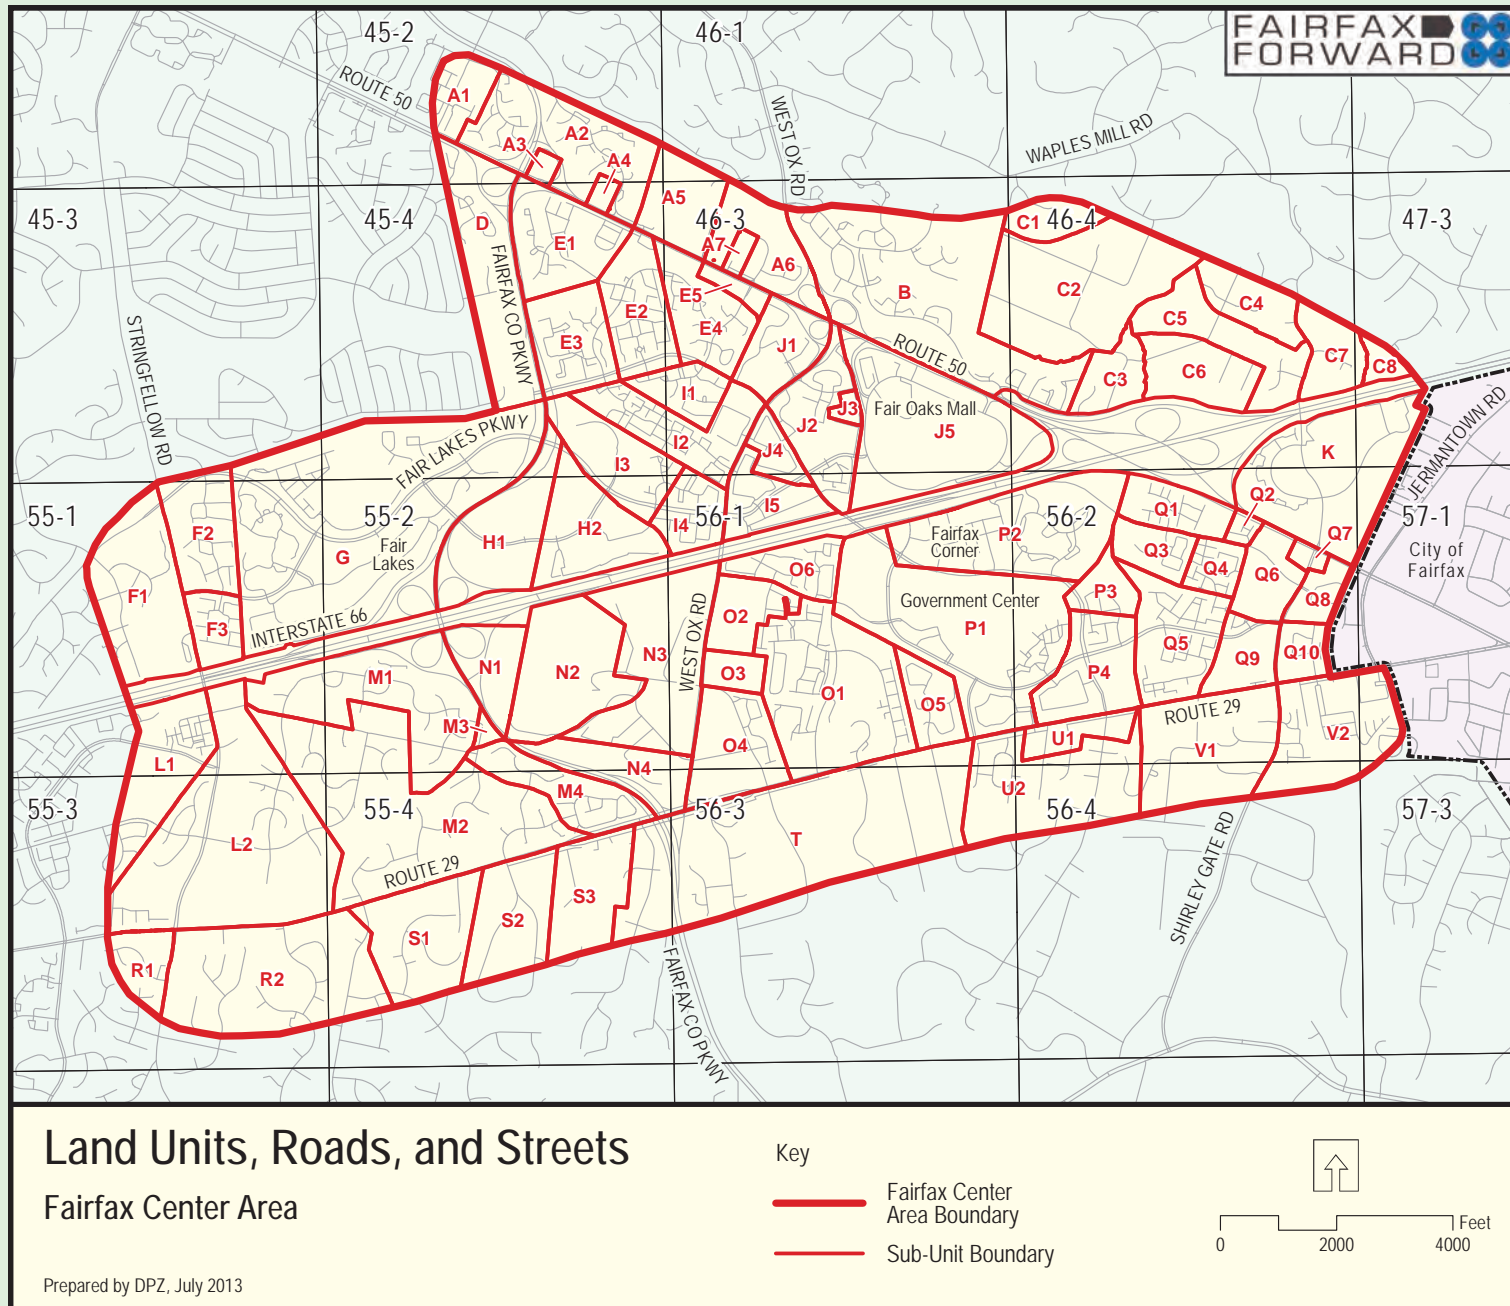 FAIRFAX
FORWARD
45-2
46-1
ROUTE 50
WEST OX RD
WAPLES MILL RD
A1
A2
A3
A4
A5
45-3
45-4
46-3
46-4
47-3
D
E1
A7
A6
C1
FAIRFAX CO PKWY
E5
B
C2
C4
C5
E2
E4
E3
J1
ROUTE 50
C7
C8
C3
C6
STRINGFELLOW RD
I1
J3
Fair Oaks Mall
J5
J2
FAIR LAKES PKWY
I2
J4
I3
K
JERMANTOWN RD
Q2
I5
Q1
55-1
55-2
56-1
56-2
57-1
F2
H1
H2
I4
Fairfax
Corner
P2
Q7
Fair
Lakes
G
Q3
Q4
Q6
City of
Fairfax
O6
F1
P3
Q8
Government Center
P1
F3
INTERSTATE 66
O2
WEST OX RD
Q5
N1
N2
N3
Q9
Q10
M1
O3
P4
O1
O5
M3
ROUTE 29
O4
U1
V1
V2
L1
N4
M4
U2
55-3
55-4
56-3
56-4
57-3
M2
L2
T
ROUTE 29
SHIRLEY GATE RD
S3
S2
S1
R1
R2
FAIRFAX CO PKWY
Land Units, Roads, and Streets
Fairfax Center Area
Prepared by DPZ, July 2013
Key
Fairfax Center
Area Boundary
Sub-Unit Boundary
Feet
0
2000
4000